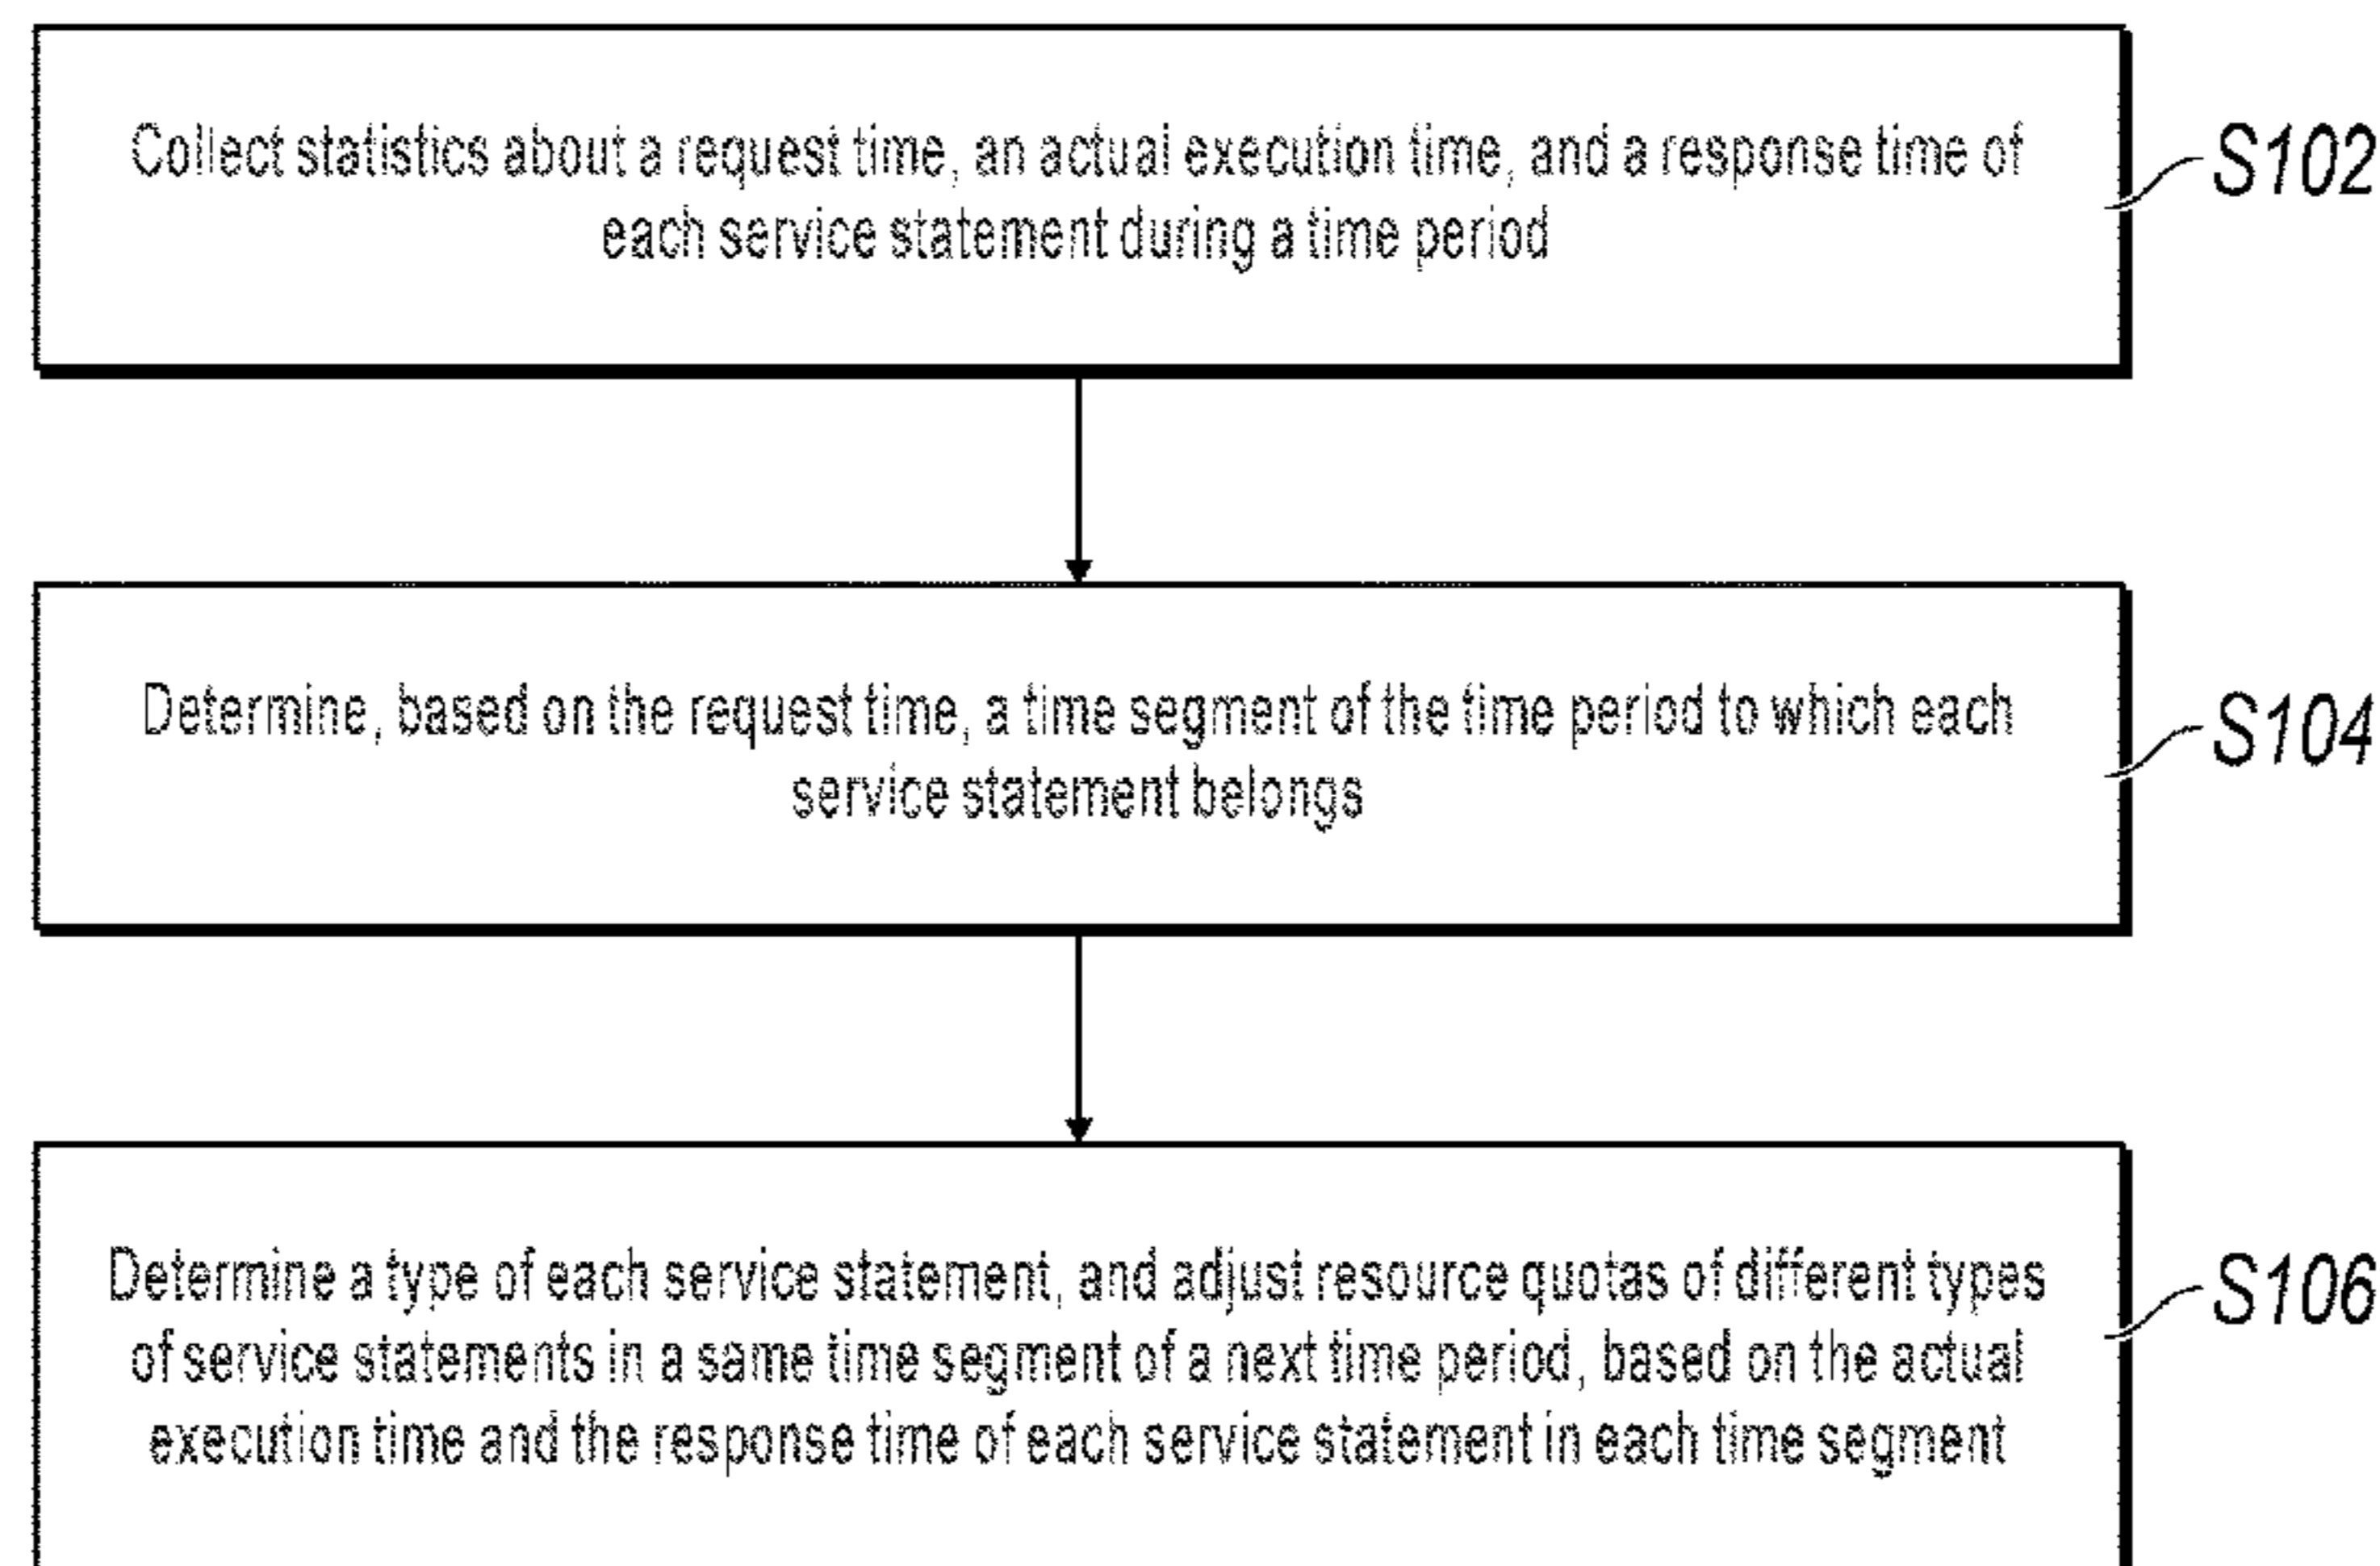 Collect statistics about a request time, an actual execution time, and a response time of
each service statement during a time period
S102
Determine, based on the request time, a time segment of the time period to which each
service statement belongs
S104
Determine a type of each service statement, and adjust resource quotas of different types
of service statements in a same time segment of a next time period, based on the actual
execution time and the response time of each service statement in each time segment
S106